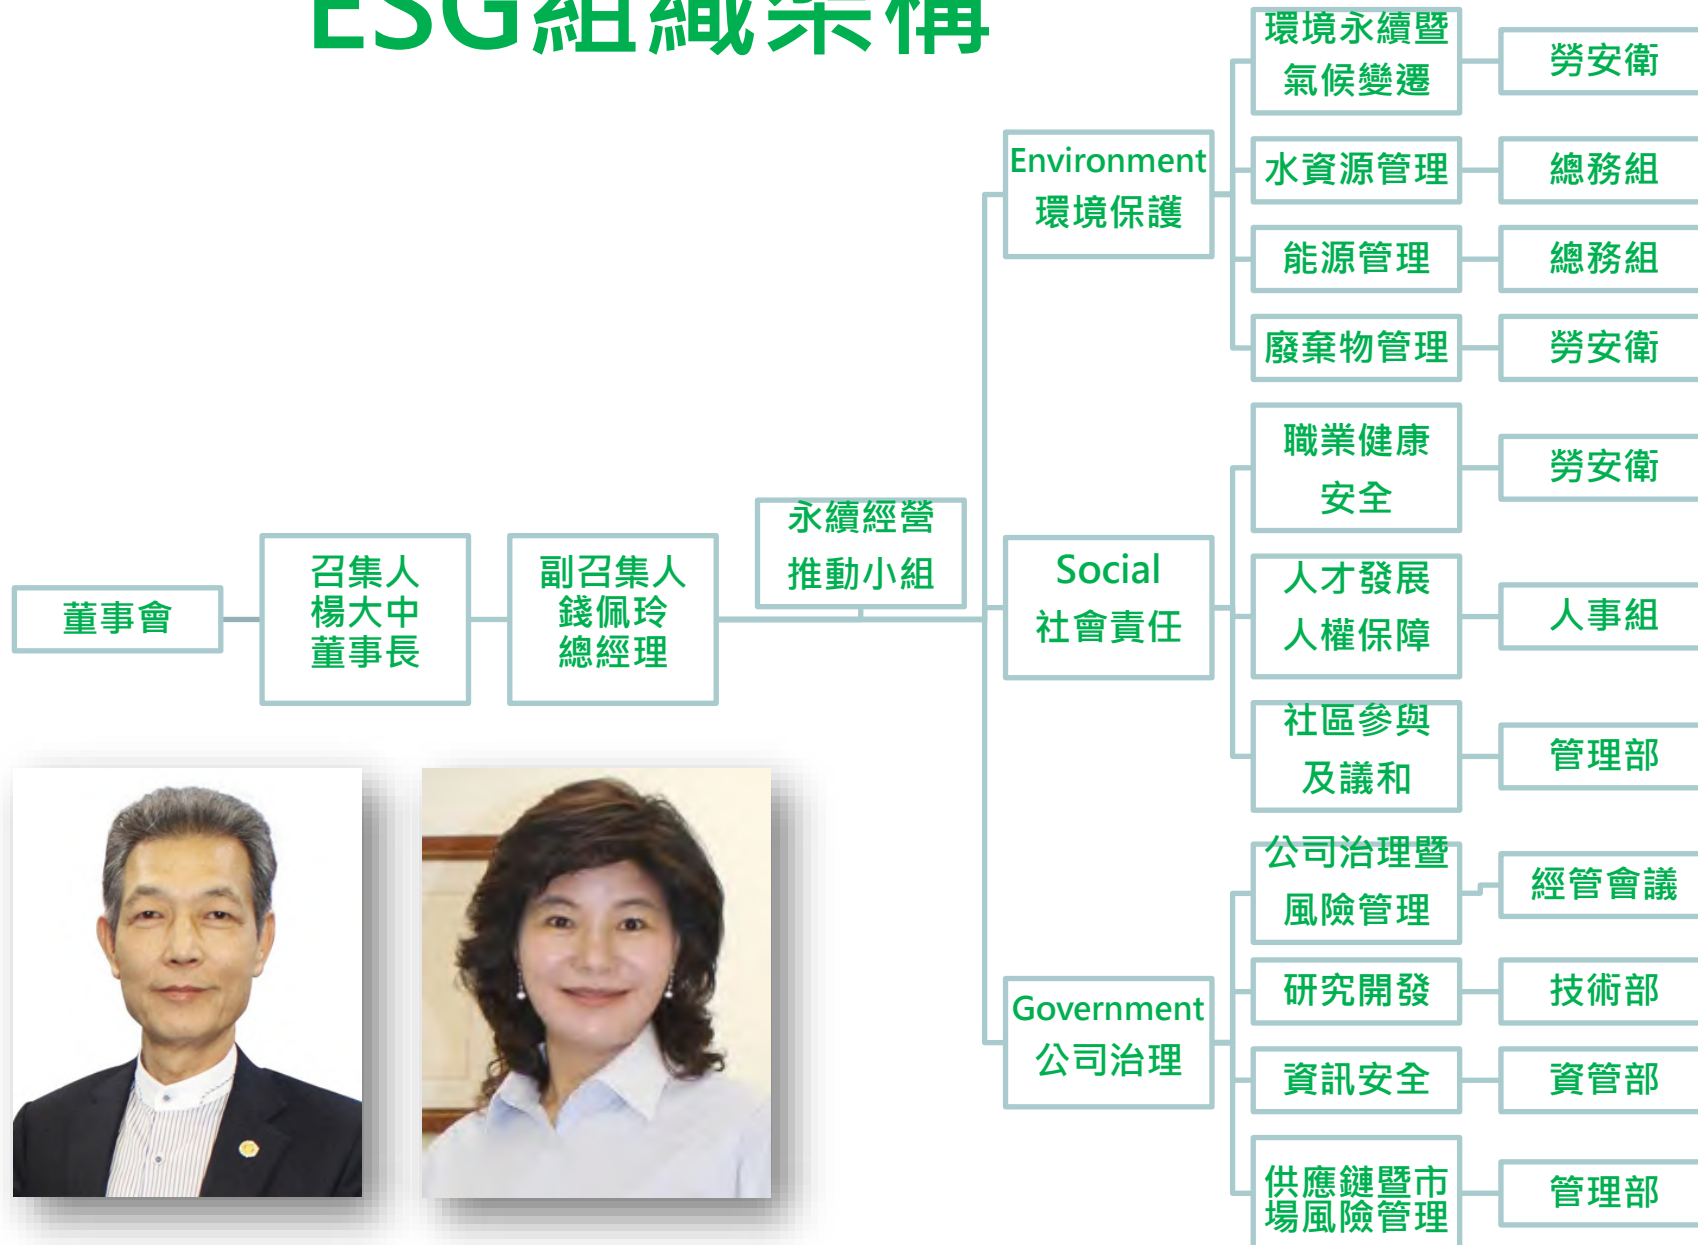 ESG組織架構
董事會
召集人
楊大中
董事長
副召集人
錢佩玲
總經理
永續經營
推動小組
Environment
環境保護
環境永續暨
氣候變遷
勞安衛
水資源管理
總務組
能源管理
總務組
廢棄物管理
勞安衛
Social
社會責任
職業健康
安全
勞安衛
人才發展
人權保障
人事組
社區參與
及議和
管理部
Government
公司治理
公司治理暨
風險管理
經管會議
研究開發
技術部
資訊安全
資管部
供應鏈暨市
場風險管理
管理部